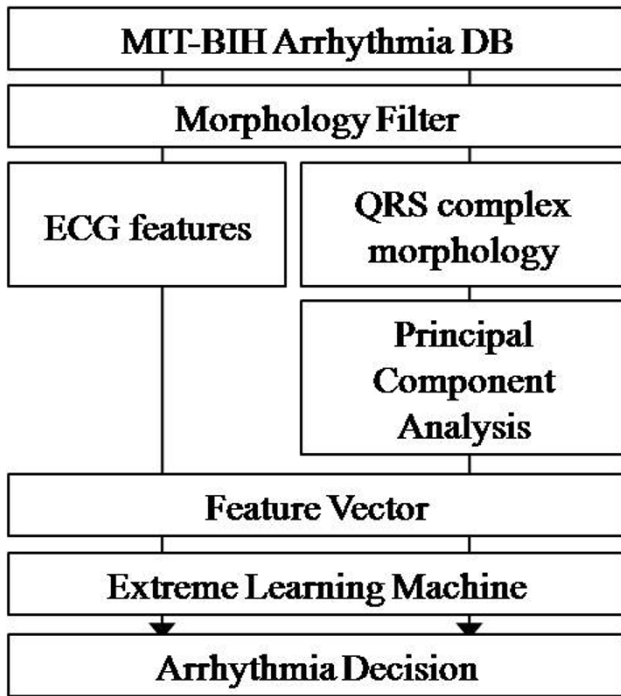 MIT-BIH Arrhythmia DB
Morphology Filter
ECG features
QRS complex
morphology
Principal
Component
Analysis
Feature Vector
Extreme Learning Machine
Arrhythmia Decision